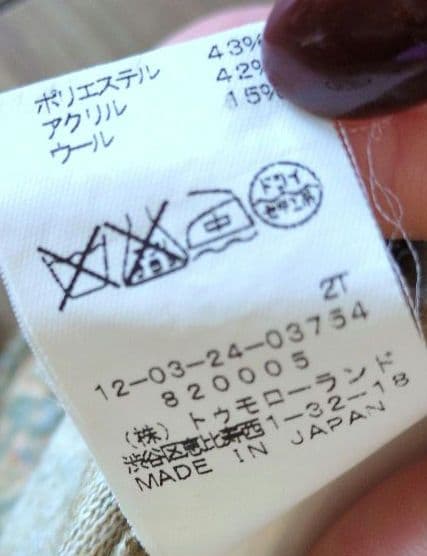 ポリエステル 43%
アクリル 42%
ウール 15%
中
ドライ
セキユ系
2T
12-03-24-03754
820005
(株)トゥモローランド
渋谷区恵比寿西1-32-18
MADE IN JAPAN